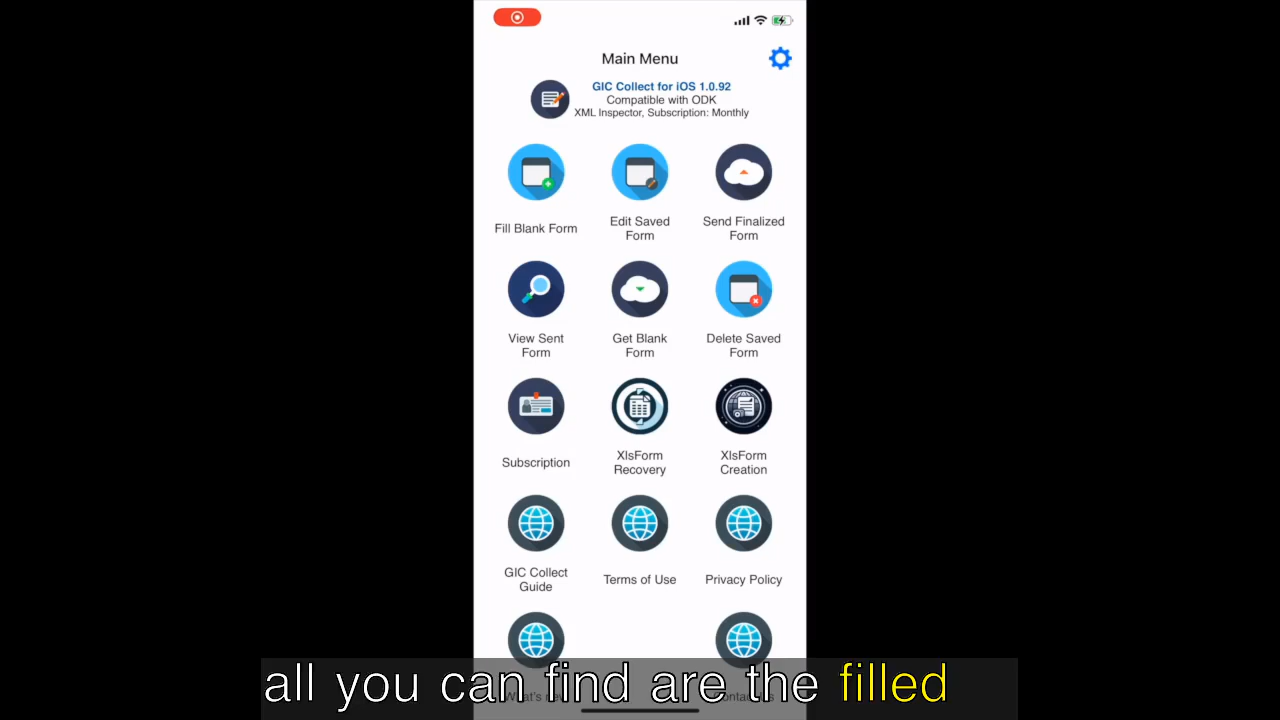 Main Menu
GIC Collect for iOS 1.0.92
Compatible with ODK
XML Inspector, Subscription: Monthly
Fill Blank Form
Edit Saved
Form
Send Finalized
Form
View Sent
Form
Get Blank
Form
Delete Saved
Form
Subscription
XlsForm
Recovery
XlsForm
Creation
GIC Collect
Guide
Terms of Use
Privacy Policy
all you can find are the filled